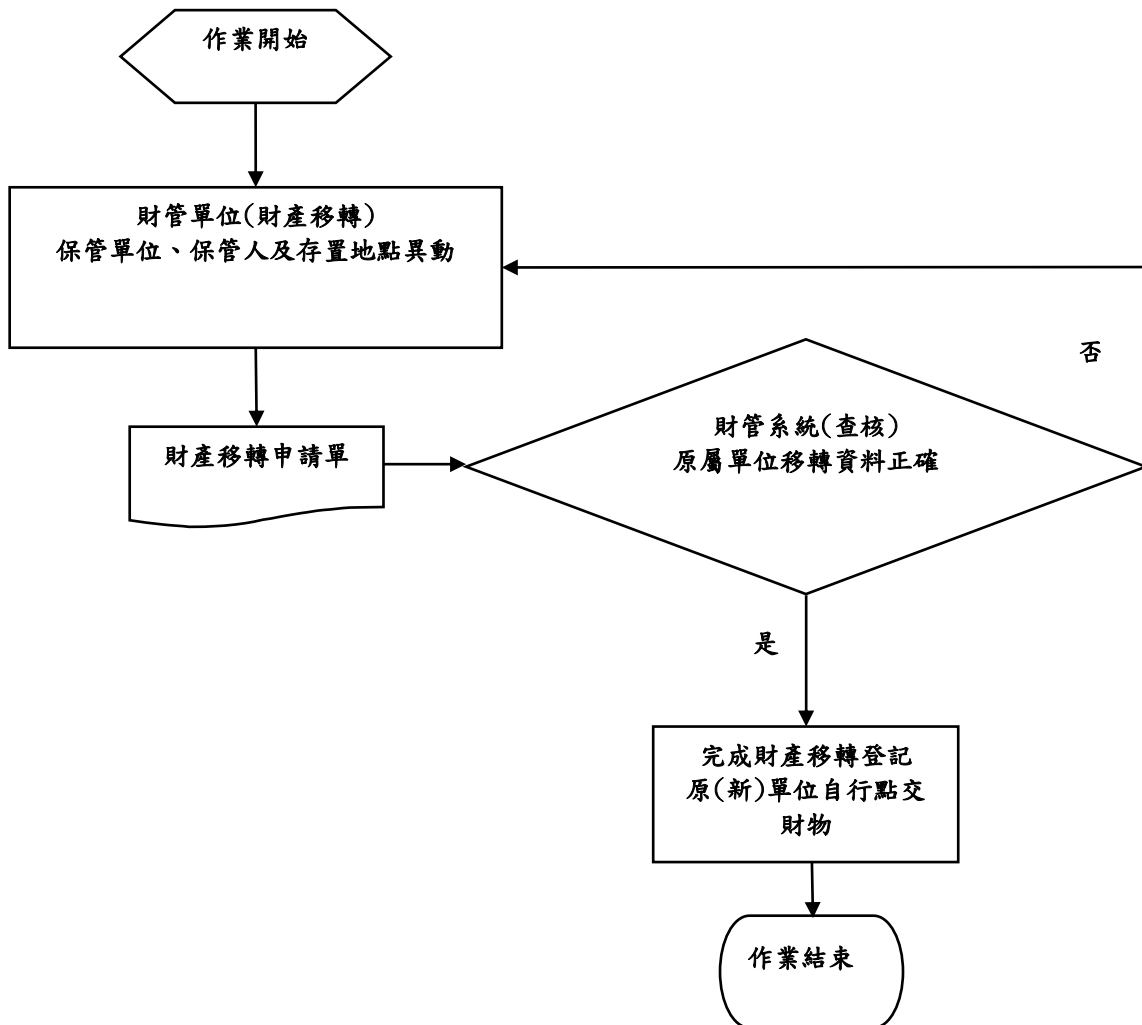 作業開始
財管單位(財產移轉)
保管單位、保管人及存置地點異動
否
財產移轉申請單
財管系統(查核)
原屬單位移轉資料正確
是
完成財產移轉登記
原(新)單位自行點交
財物
作業結束